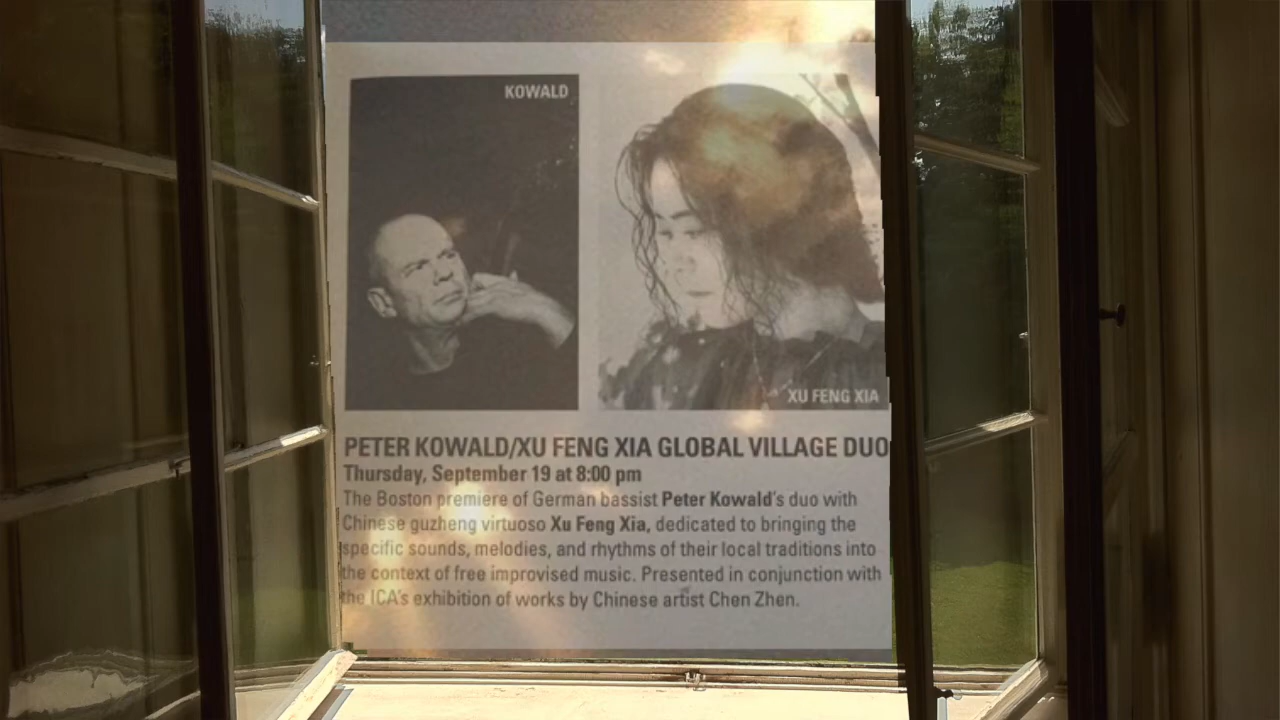 KOWALD
XU FENG XIA
PETER KOWALD/XU FENG XIA GLOBAL VILLAGE DUO
Thursday, September 19 at 8:00 pm
The Boston premiere of German bassist Peter Kowald's duo with
Chinese guzheng virtuoso Xu Feng Xia, dedicated to bringing the
specific sounds, melodies, and rhythms of their local traditions into
the context of free improvised music. Presented in conjunction with
the ICA's exhibition of works by Chinese artist Chen Zhen.